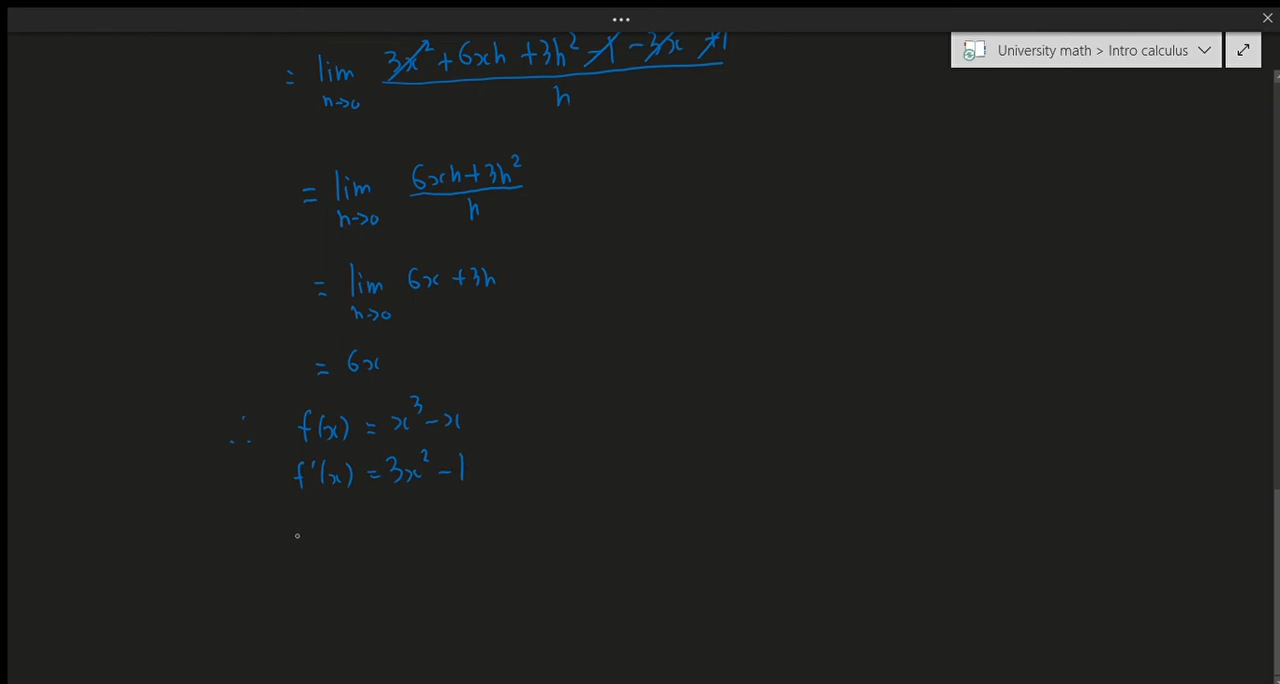 University math > Intro calculus
= lim h→0 (3x² + 6xh + 3h² - 1 - 3x + 1) / h
= lim h→0 (6xh + 3h²) / h
= lim h→0 6x + 3h
= 6x
∴ f(x) = x³ - x
f'(x) = 3x² - 1